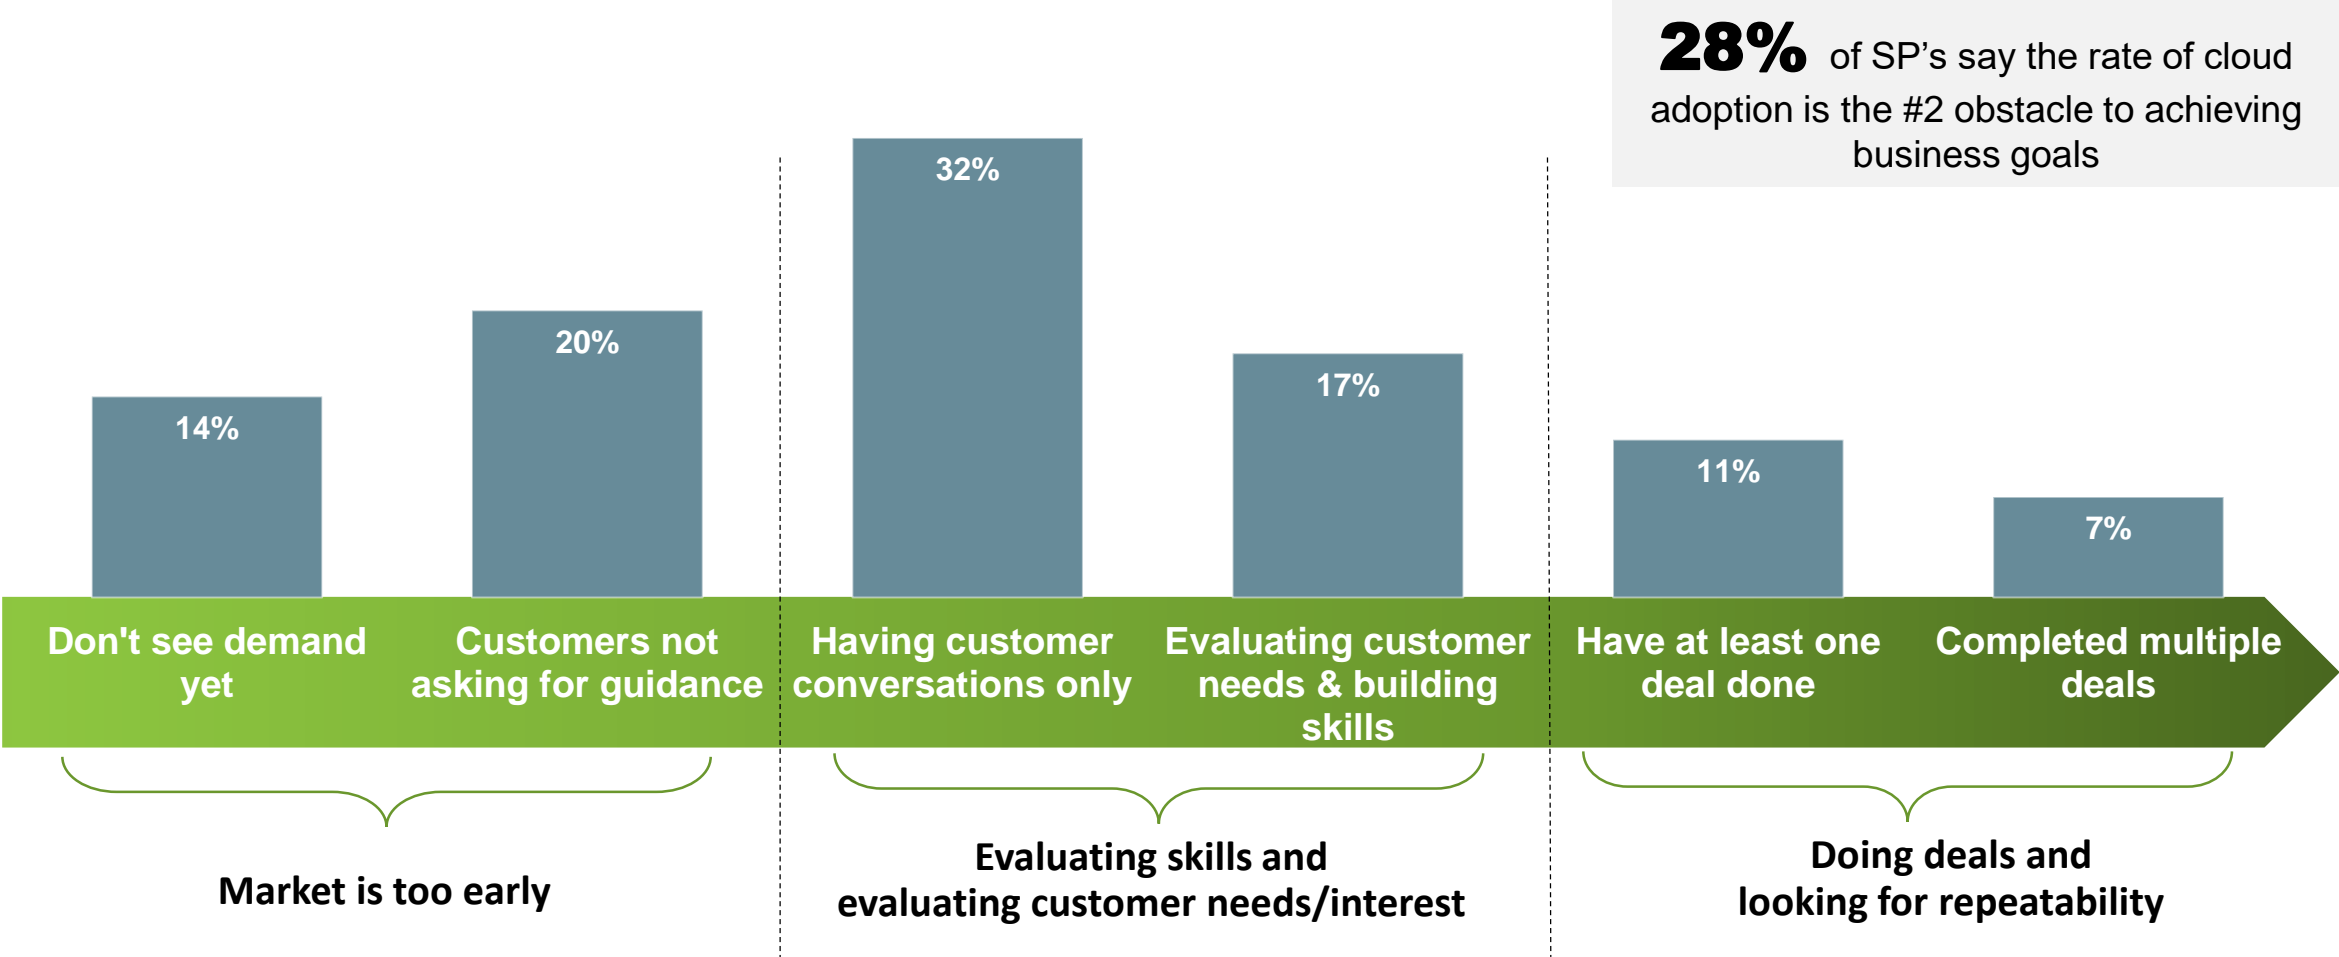 28% of SP’s say the rate of cloud
adoption is the #2 obstacle to achieving
business goals
32%
20%
17%
14%
11%
7%
Don't see demand
yet
Customers not
asking for guidance
Having customer
conversations only
Evaluating customer
needs & building
skills
Have at least one
deal done
Completed multiple
deals
Market is too early
Evaluating skills and
evaluating customer needs/interest
Doing deals and
looking for repeatability